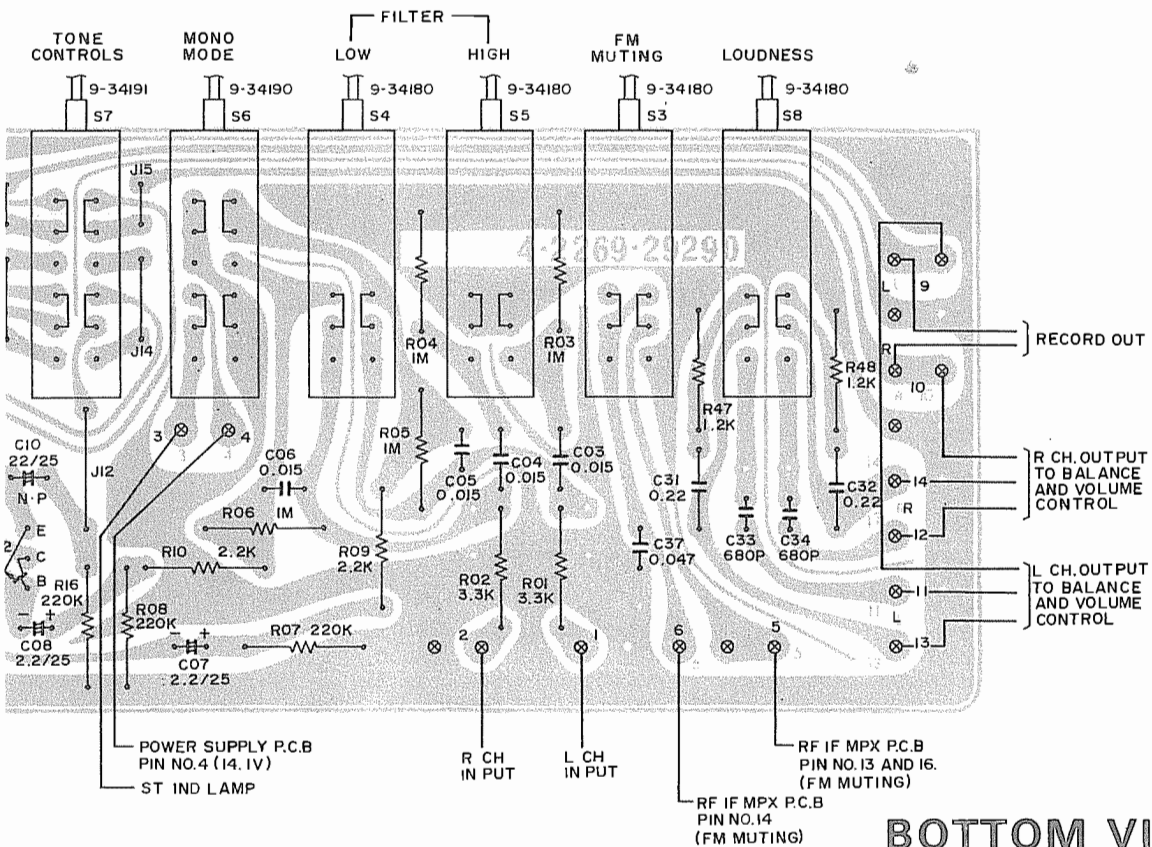 FILTER
TONE CONTROLS
MONO MODE
LOW
HIGH
FM MUTING
LOUDNESS
9-34191
9-34190
9-34180
9-34180
9-34180
9-34180
S7
S6
S4
S5
S3
S8
J15
4-2269-29290
L
9
J14
R04
1M
R03
1M
RECORD OUT
R
R48
1.2K
10
R47
1.2K
3
4
C10
22/25
N·P
J12
C06
0.015
R05
1M
C05
0.015
C04
0.015
C03
0.015
C31
0.22
C32
0.22
14
R
R CH. OUTPUT
TO BALANCE
AND VOLUME
CONTROL
E
C
B
2
R06
1M
R10
2.2K
R09
2.2K
C37
0.047
C33
680P
C34
680P
12
R16
220K
R08
220K
R02
3.3K
R01
3.3K
L CH. OUTPUT
TO BALANCE
AND VOLUME
CONTROL
11
L
- +
C08
2.2/25
- +
C07
2.2/25
R07 220K
2
1
6
5
13
POWER SUPPLY P.C.B
PIN NO.4 (14.1V)
ST IND LAMP
R CH
IN PUT
L CH
IN PUT
RF IF MPX P.C.B
PIN NO.13 AND 16.
(FM MUTING)
RF IF MPX P.C.B
PIN NO.14
(FM MUTING)
BOTTOM VI